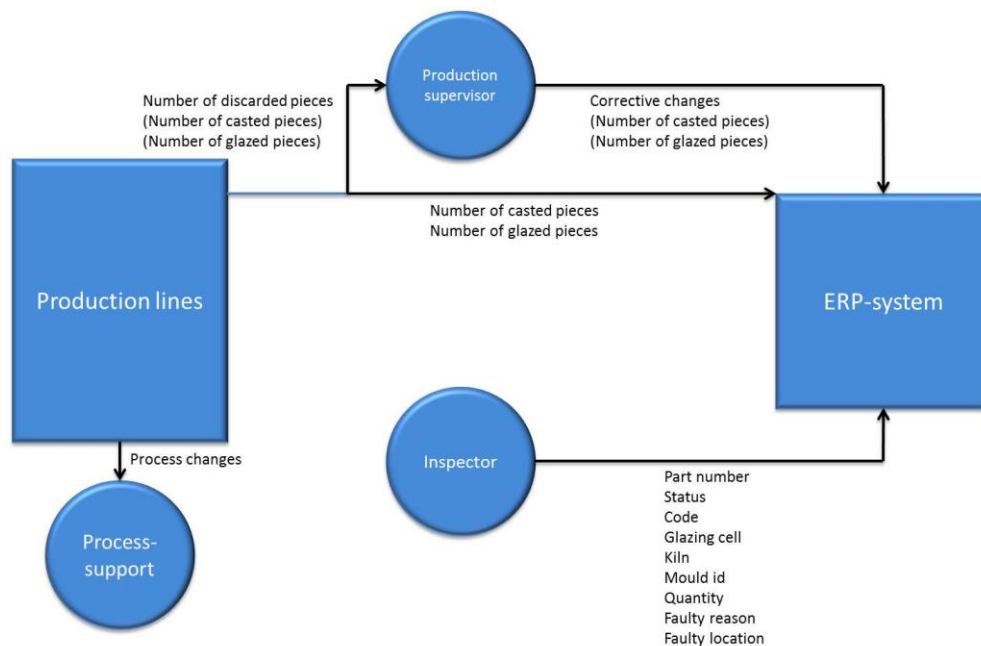 Production
supervisor
Number of discarded pieces
(Number of casted pieces)
(Number of glazed pieces)
Corrective changes
(Number of casted pieces)
(Number of glazed pieces)
Number of casted pieces
Number of glazed pieces
Production lines
ERP-system
Process changes
Inspector
Process-
support
Part number
Status
Code
Glazing cell
Kiln
Mould id
Quantity
Faulty reason
Faulty location